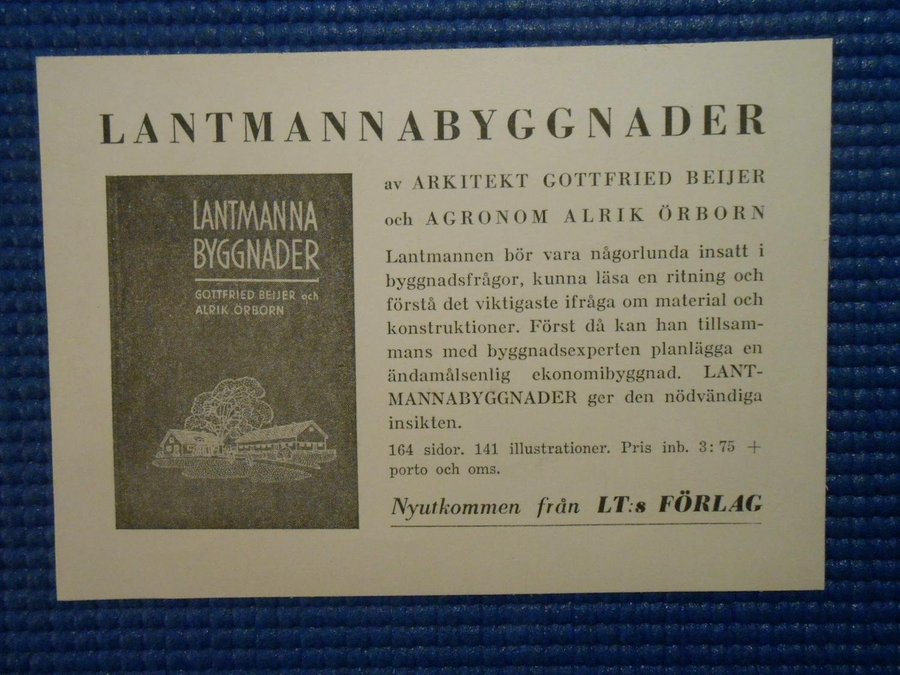 LANTMANNABYGGNADER
LANTMANNA
BYGGNADER
GOTTFRIED BEIJER och
ALRIK ÖRBORN
av ARKITEKT GOTTFRIED BEIJER
och AGRONOM ALRIK ÖRBORN
Lantmannen bör vara någorlunda insatt i
byggnadsfrågor, kunna läsa en ritning och
förstå det viktigaste ifråga om material och
konstruktioner. Först då kan han tillsam-
mans med byggnadsexperten planlägga en
ändamålsenlig ekonomibyggnad. LANT-
MANNABYGGNADER ger den nödvändiga
insikten.
164 sidor. 141 illustrationer. Pris inb. 3:75 +
porto och oms.
Nyutkommen från LT:s FÖRLAG